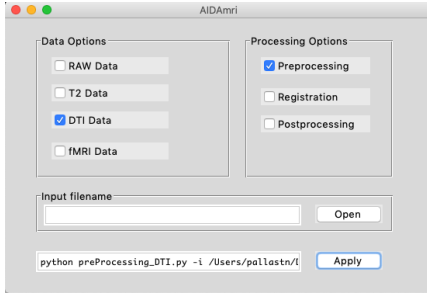 AIDAmri
Data Options
RAW Data
T2 Data
DTI Data
fMRI Data
Processing Options
Preprocessing
Registration
Postprocessing
Input filename
Open
python preProcessing_DTI.py -i /Users/pallastn/
Apply